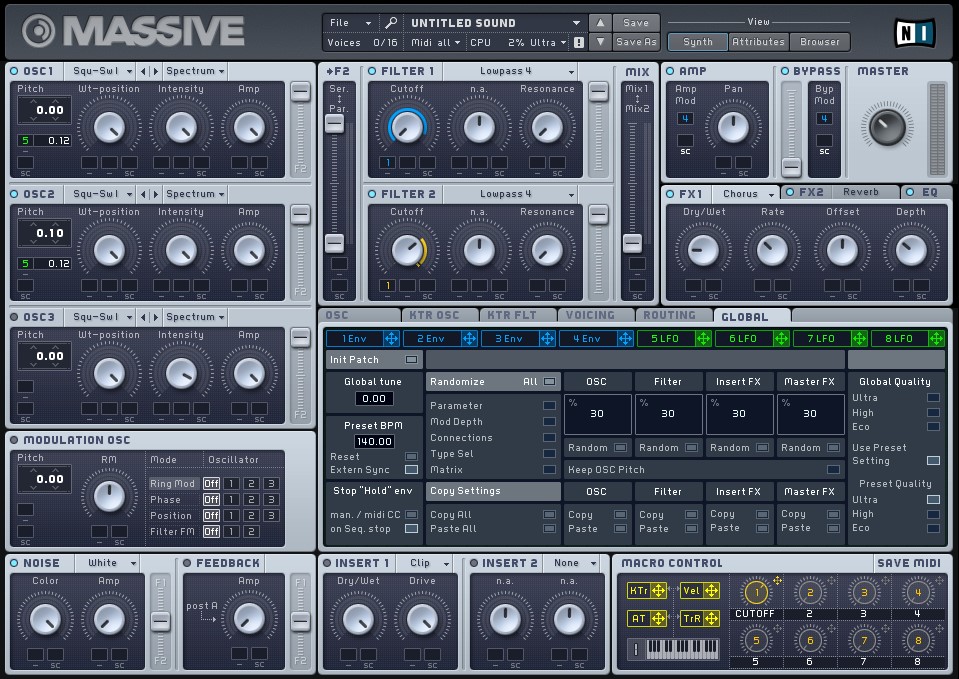 MASSIVE
File UNTITLED SOUND Save
Voices 0/16 Midi all CPU 2% Ultra ! Save As
View
Synth Attributes Browser
NI
OSC1 Squ-Sw I Spectrum
Pitch Wt-position Intensity Amp
0.00
5 0.12
SC SC SC SC F2
OSC2 Squ-Sw I Spectrum
Pitch Wt-position Intensity Amp
0.10
5 0.12
SC SC SC SC F2
OSC3 Squ-Sw I Spectrum
Pitch Wt-position Intensity Amp
0.00
SC SC SC SC F2
MODULATION OSC
Pitch RM Mode Oscillator
0.00
Ring Mod Off 1 2 3
Phase Off 1 2 3
Position Off 1 2 3
Filter FM Off 1 2
SC SC
F2
Ser.
Par.
SC
FILTER 1 Lowpass 4
Cutoff n.a. Resonance
1
SC SC SC
FILTER 2 Lowpass 4
Cutoff n.a. Resonance
1
SC SC SC
MIX
Mix1
Mix2
SC
AMP
Amp Mod Pan
4
SC SC
BYPASS
Byp Mod
4
SC
MASTER
FX1 Chorus FX2 Reverb EQ
Dry/Wet Rate Offset Depth
SC SC SC SC
OSC KTR OSC KTR FLT VOICING ROUTING GLOBAL
1 Env 2 Env 3 Env 4 Env 5 LFO 6 LFO 7 LFO 8 LFO
Init Patch
Global tune
0.00
Preset BPM
140.00
Reset
Extern Sync
Stop "Hold" env
man. / midi CC
on Seq. stop
Randomize All OSC Filter Insert FX Master FX
Parameter
Mod Depth
Connections
Type Sel
Matrix
% 30 % 30 % 30 % 30
Random Random Random Random
Keep OSC Pitch
Copy Settings OSC Filter Insert FX Master FX
Copy All Copy Copy Copy Copy
Paste All Paste Paste Paste Paste
Global Quality
Ultra
High
Eco
Use Preset
Setting
Preset Quality
Ultra
High
Eco
NOISE White
Color Amp
SC SC
F1
F2
FEEDBACK
Amp
post A
SC
F1
F2
INSERT 1 Clip
Dry/Wet Drive
SC SC
INSERT 2 None
n.a. n.a.
SC SC
MACRO CONTROL SAVE MIDI
KTr Vel
AT TrR
1 2 3 4
CUTOFF 2 3 4
5 6 7 8
5 6 7 8